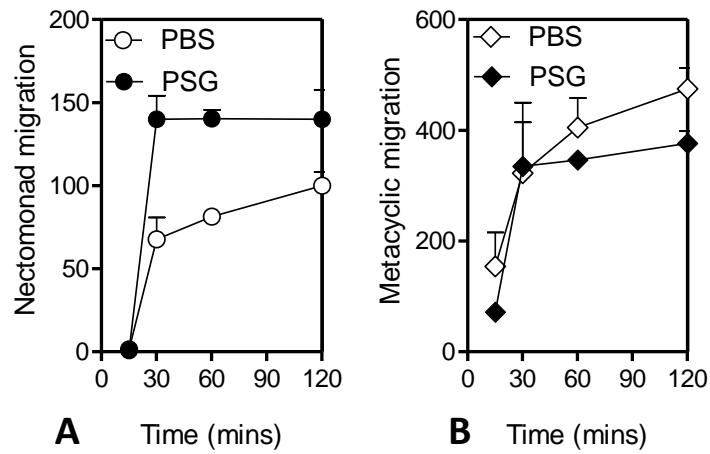 200
150
100
50
0
Nectomonad migration
PBS
PSG
0 30 60 90 120
A Time (mins)
600
400
200
0
Metacyclic migration
PBS
PSG
0 30 60 90 120
B Time (mins)